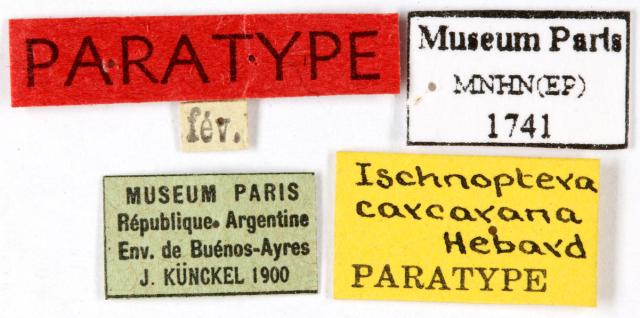 PARATYPE
Museum Paris
MNHN(EP)
1741
fév.
MUSEUM PARIS
République Argentine
Env. de Buénos-Ayres
J. KÜNCKEL 1900
Ischnoptera
carcarana
Hebard
PARATYPE